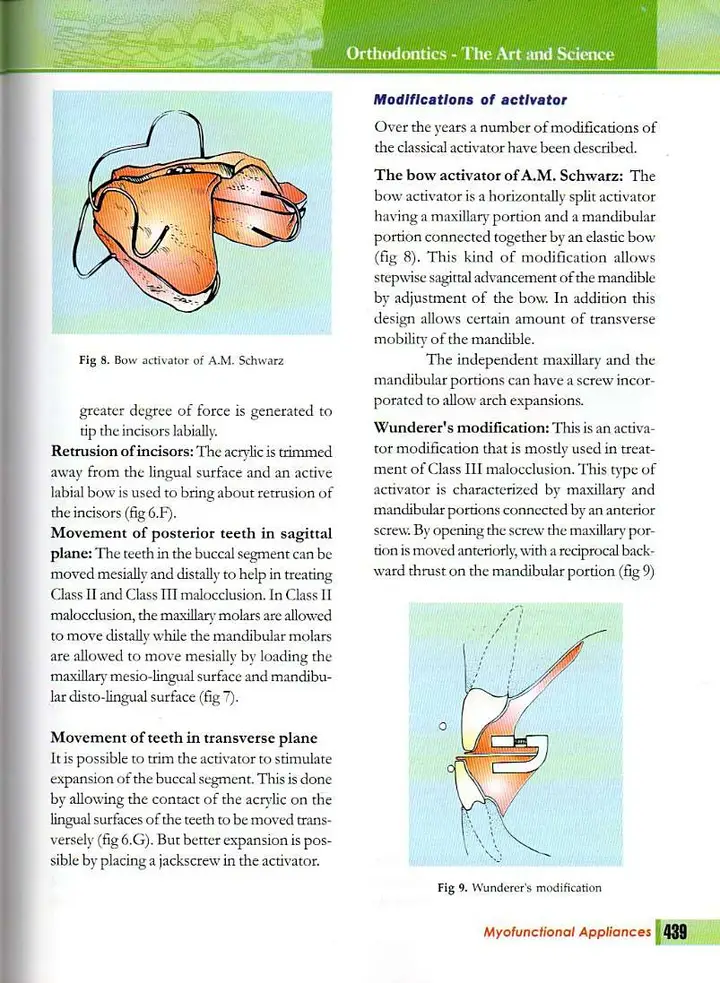 Orthodontics - The Art and Science
Fig 8. Bow activator of A.M. Schwarz
greater degree of force is generated to
tip the incisors labially.
Retrusion of incisors: The acrylic is trimmed
away from the lingual surface and an active
labial bow is used to bring about retrusion of
the incisors (fig 6.F).
Movement of posterior teeth in sagittal
plane: The teeth in the buccal segment can be
moved mesially and distally to help in treating
Class II and Class III malocclusion. In Class II
malocclusion, the maxillary molars are allowed
to move distally while the mandibular molars
are allowed to move mesially by loading the
maxillary mesio-lingual surface and mandibu-
lar disto-lingual surface (fig 7).
Movement of teeth in transverse plane
It is possible to trim the activator to stimulate
expansion of the buccal segment. This is done
by allowing the contact of the acrylic on the
lingual surfaces of the teeth to be moved trans-
versely (fig 6.G). But better expansion is pos-
sible by placing a jackscrew in the activator.
Modifications of activator
Over the years a number of modifications of
the classical activator have been described.
The bow activator of A.M. Schwarz: The
bow activator is a horizontally split activator
having a maxillary portion and a mandibular
portion connected together by an elastic bow
(fig 8). This kind of modification allows
stepwise sagittal advancement of the mandible
by adjustment of the bow. In addition this
design allows certain amount of transverse
mobility of the mandible.
The independent maxillary and the
mandibular portions can have a screw incor-
porated to allow arch expansions.
Wunderer's modification: This is an activa-
tor modification that is mostly used in treat-
ment of Class III malocclusion. This type of
activator is characterized by maxillary and
mandibular portions connected by an anterior
screw. By opening the screw the maxillary por-
tion is moved anteriorly, with a reciprocal back-
ward thrust on the mandibular portion (fig 9)
Fig 9. Wunderer's modification
Myofunctional Appliances 439